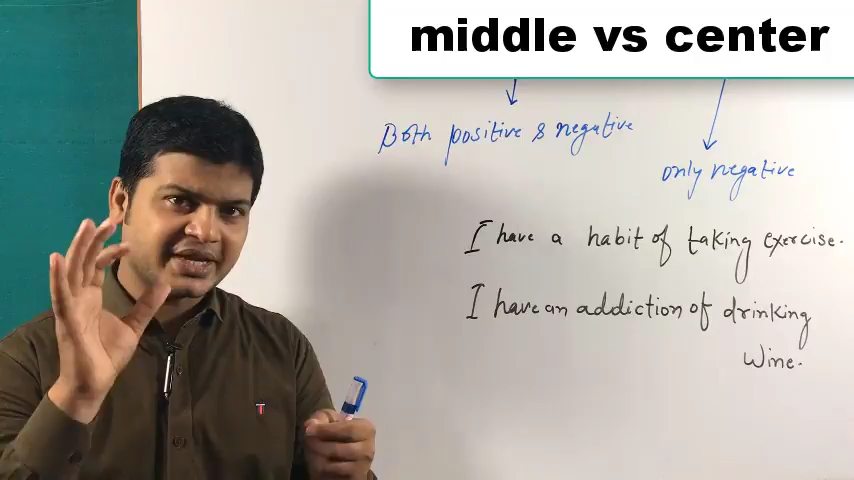 middle vs center
Both positive & negative
only negative
I have a habit of taking exercise.
I have an addiction of drinking
wine.